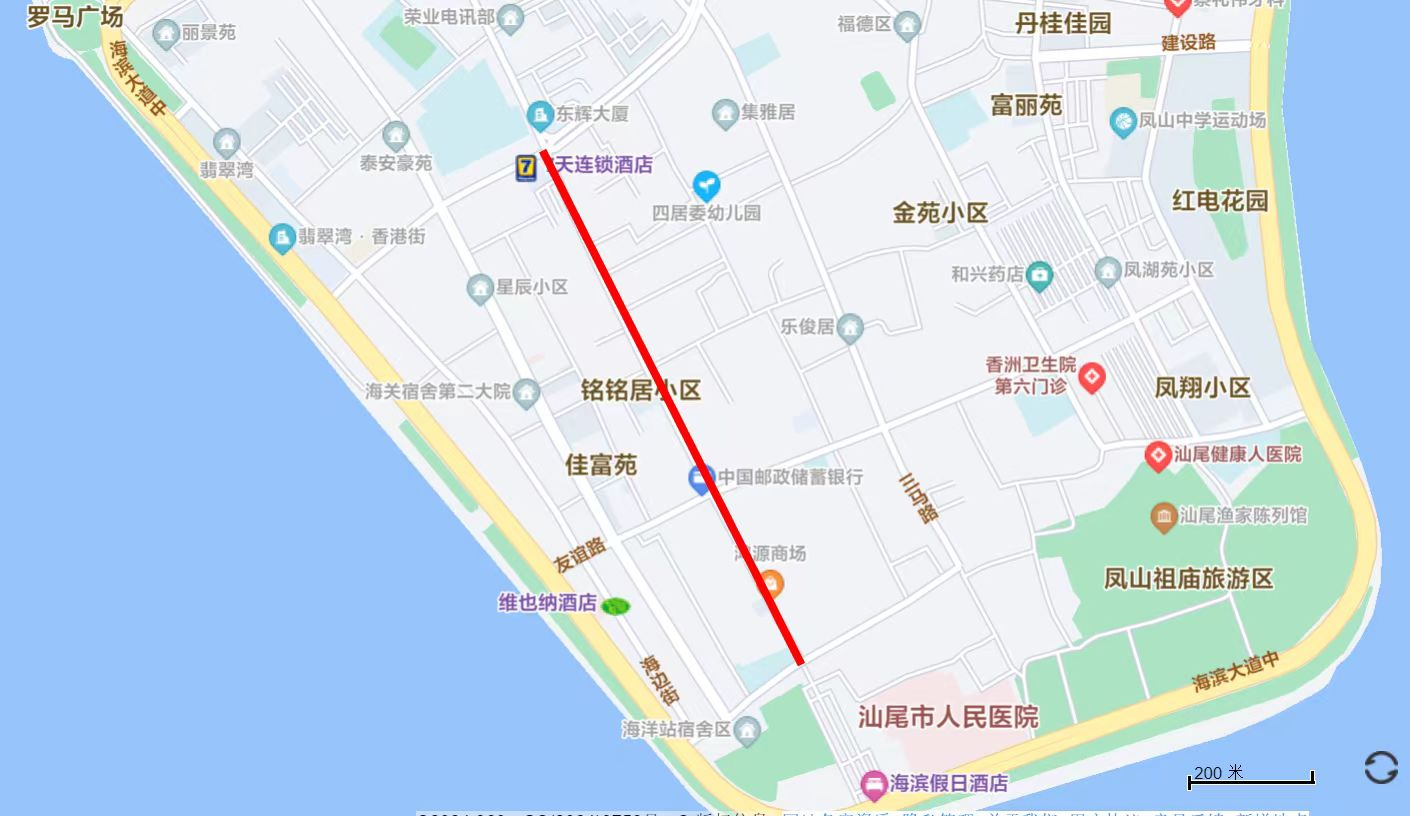 罗马广场
丽景苑
荣业电讯部
福德区
丹桂佳园
建设路
海滨大道中
东辉大厦
集雅居
富丽苑
凤山中学运动场
翡翠湾
泰安豪苑
7
天连锁酒店
四居委幼儿园
金苑小区
红电花园
翡翠湾·香港街
星辰小区
和兴药店
凤湖苑小区
乐俊居
香洲卫生院
第六门诊
海关宿舍第二大院
铭铭居小区
凤翔小区
佳富苑
中国邮政储蓄银行
汕尾健康人医院
三马路
汕尾渔家陈列馆
友谊路
源商场
凤山祖庙旅游区
维也纳酒店
海边街
海滨大道中
汕尾市人民医院
海洋站宿舍区
海滨假日酒店
200 米